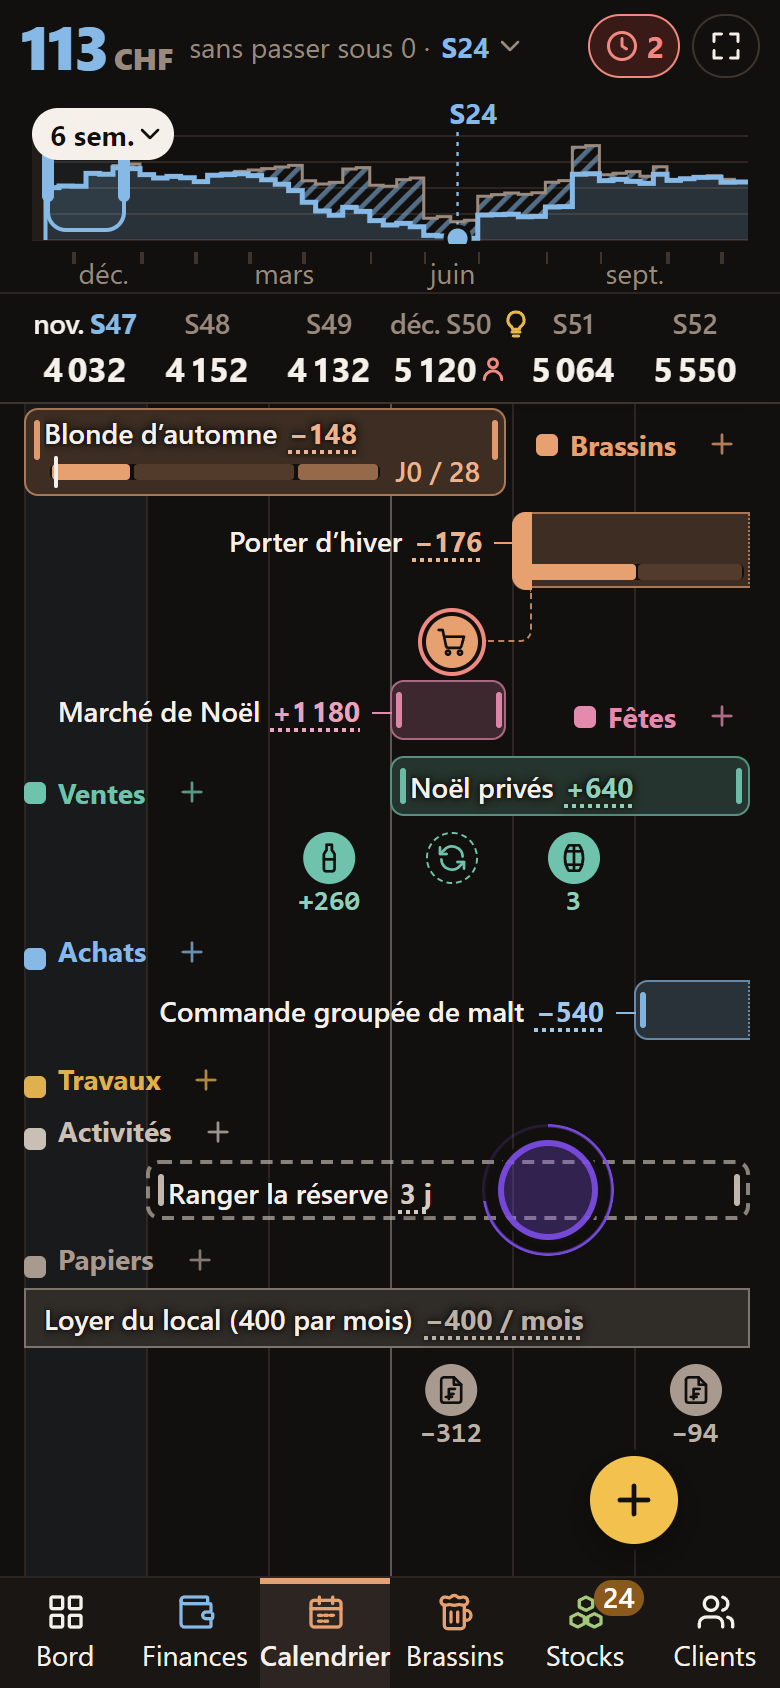 113 CHF sans passer sous 0 · S24
2
6 sem.
S24
déc. mars juin sept.
nov. S47 S48 S49 déc. S50 S51 S52
4 032 4 152 4 132 5 120 5 064 5 550
Blonde d’automne −148
J0 / 28
Brassins +
Porter d’hiver −176
Marché de Noël +1 180
Fêtes +
Ventes +
Noël privés +640
+260 3
Achats +
Commande groupée de malt −540
Travaux +
Activités +
Ranger la réserve 3 j
Papiers +
Loyer du local (400 par mois) −400 / mois
−312 −94
+
24
Bord Finances Calendrier Brassins Stocks Clients